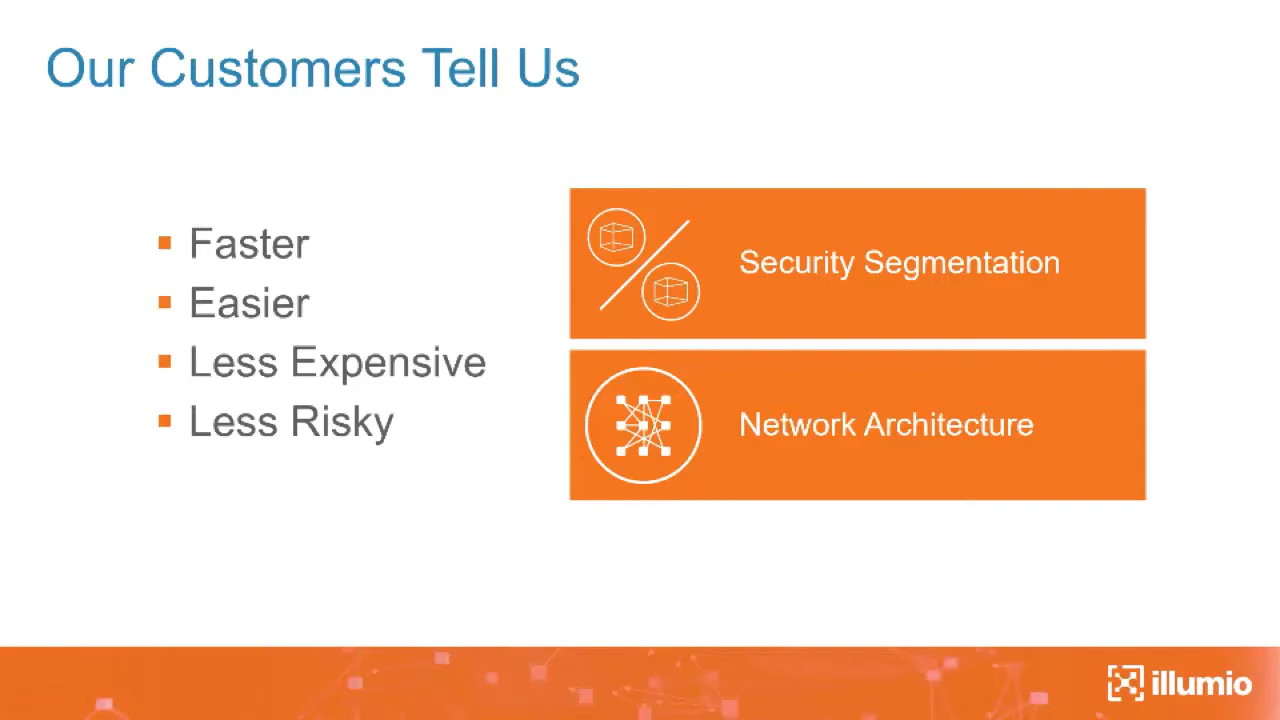 Our Customers Tell Us
Faster
Easier
Less Expensive
Less Risky
Security Segmentation
Network Architecture
illumio